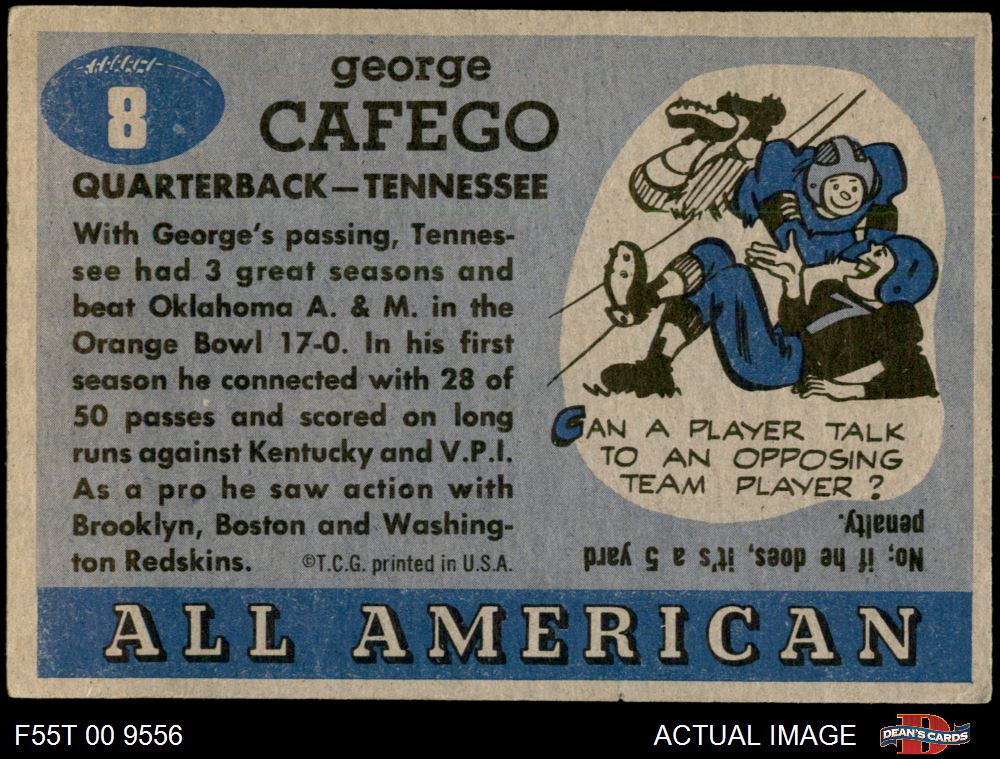 8
george
CAFEGO
QUARTERBACK—TENNESSEE
With George's passing, Tennes-
see had 3 great seasons and
beat Oklahoma A. & M. in the
Orange Bowl 17-0. In his first
season he connected with 28 of
50 passes and scored on long
runs against Kentucky and V.P.I.
As a pro he saw action with
Brooklyn, Boston and Washing-
ton Redskins. ©T.C.G. printed in U.S.A.
CAN A PLAYER TALK
TO AN OPPOSING
TEAM PLAYER?
No; if he does, it's a 5 yard
penalty.
ALL AMERICAN
F55T 00 9556
ACTUAL IMAGE
DEAN'S CARDS